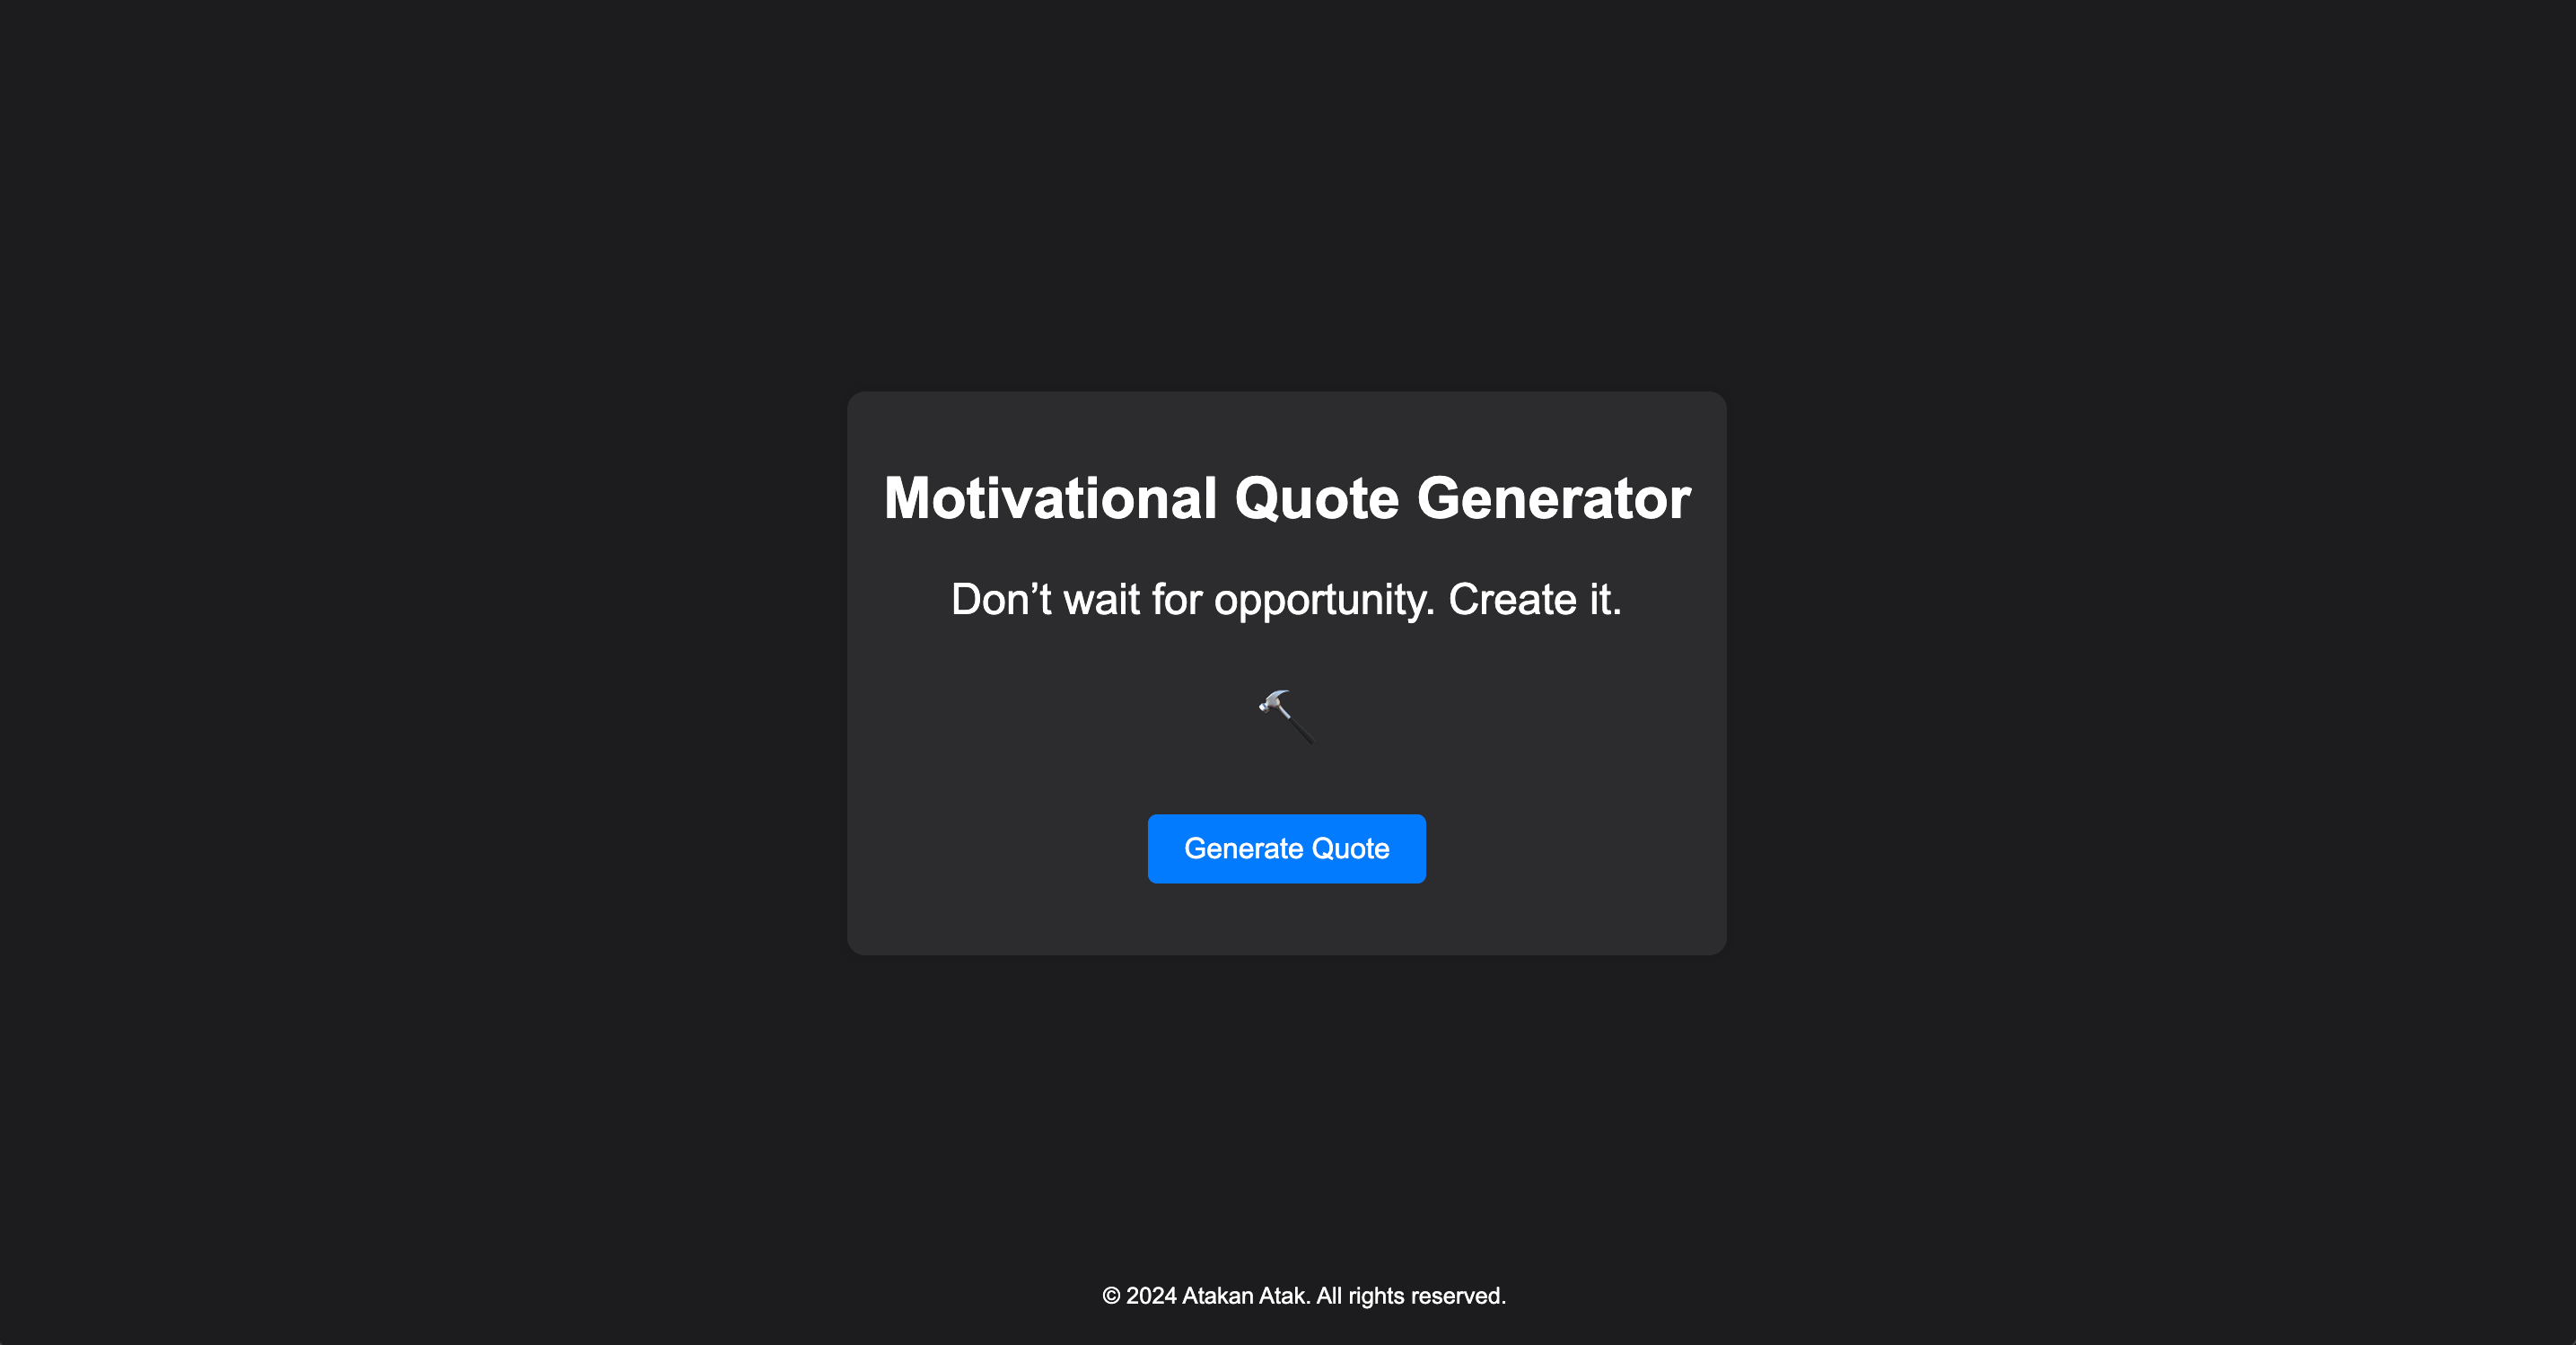 Motivational Quote Generator
Don’t wait for opportunity. Create it.
Generate Quote
© 2024 Atakan Atak. All rights reserved.